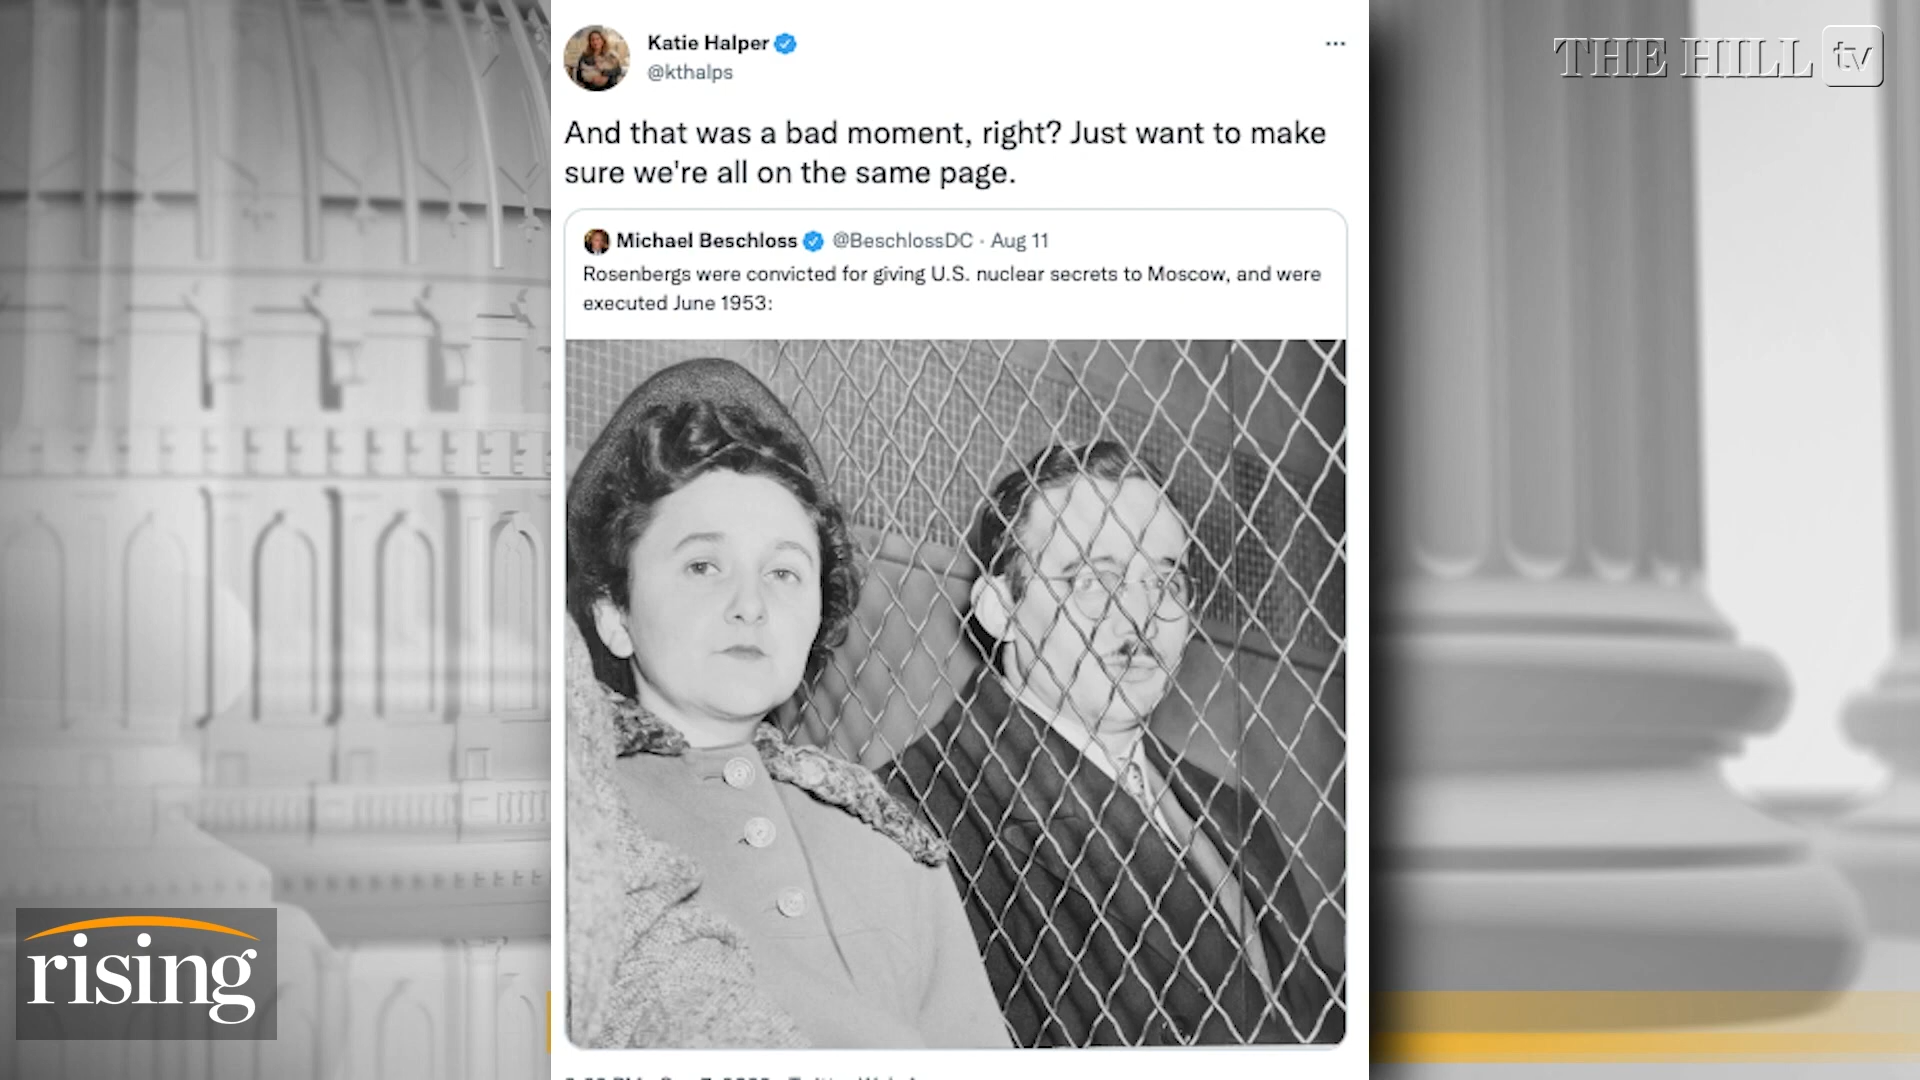 Katie Halper
@kthalps
THE HILL tv
And that was a bad moment, right? Just want to make
sure we're all on the same page.
Michael Beschloss @BeschlossDC · Aug 11
Rosenbergs were convicted for giving U.S. nuclear secrets to Moscow, and were
executed June 1953:
rising